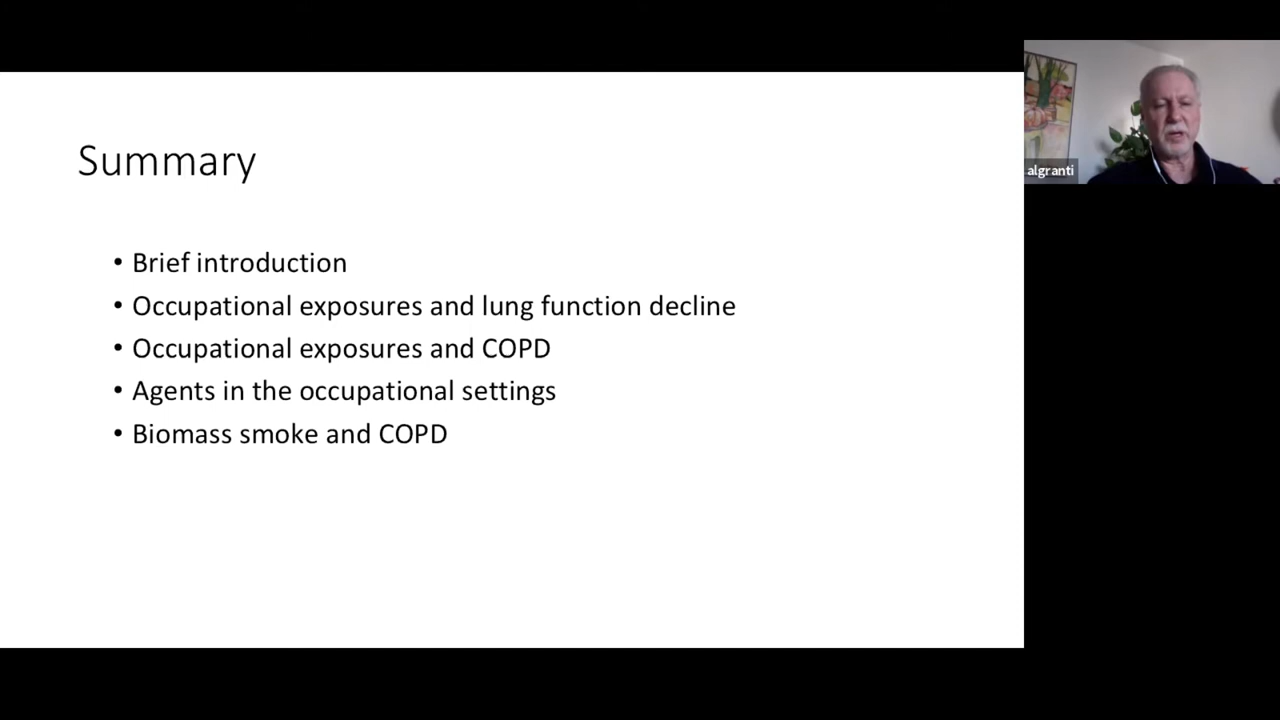 Summary
• Brief introduction
• Occupational exposures and lung function decline
• Occupational exposures and COPD
• Agents in the occupational settings
• Biomass smoke and COPD
algranti